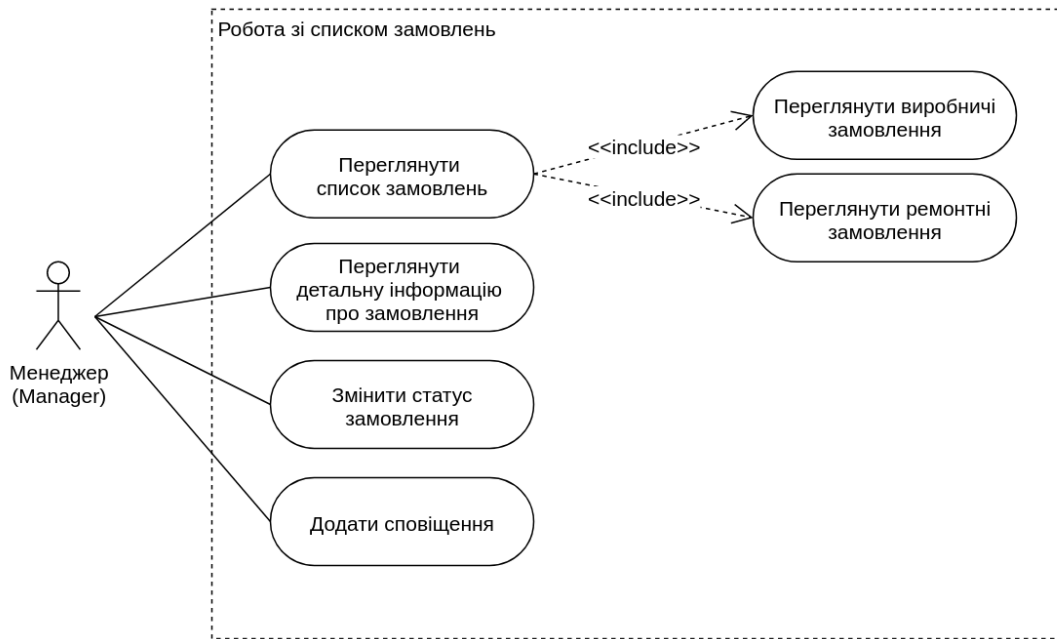 Робота зі списком замовлень
Переглянути
список замовлень
<<include>>
Переглянути виробничі
замовлення
<<include>>
Переглянути ремонтні
замовлення
Переглянути
детальну інформацію
про замовлення
Менеджер
(Manager)
Змінити статус
замовлення
Додати сповіщення